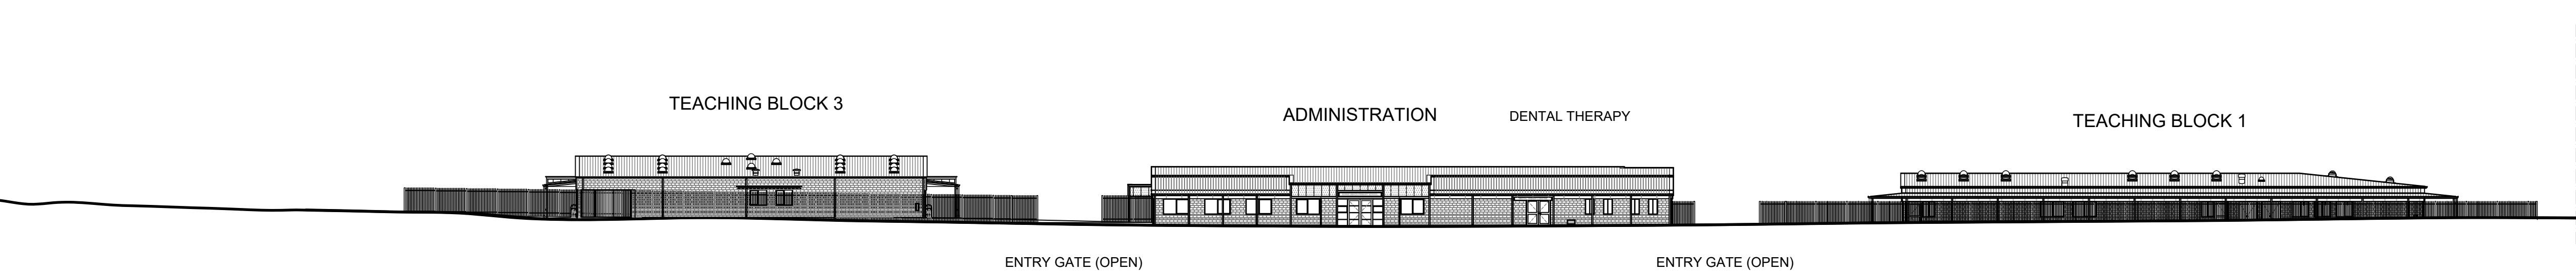 TEACHING BLOCK 3
ADMINISTRATION
DENTAL THERAPY
TEACHING BLOCK 1
ENTRY GATE (OPEN)
ENTRY GATE (OPEN)